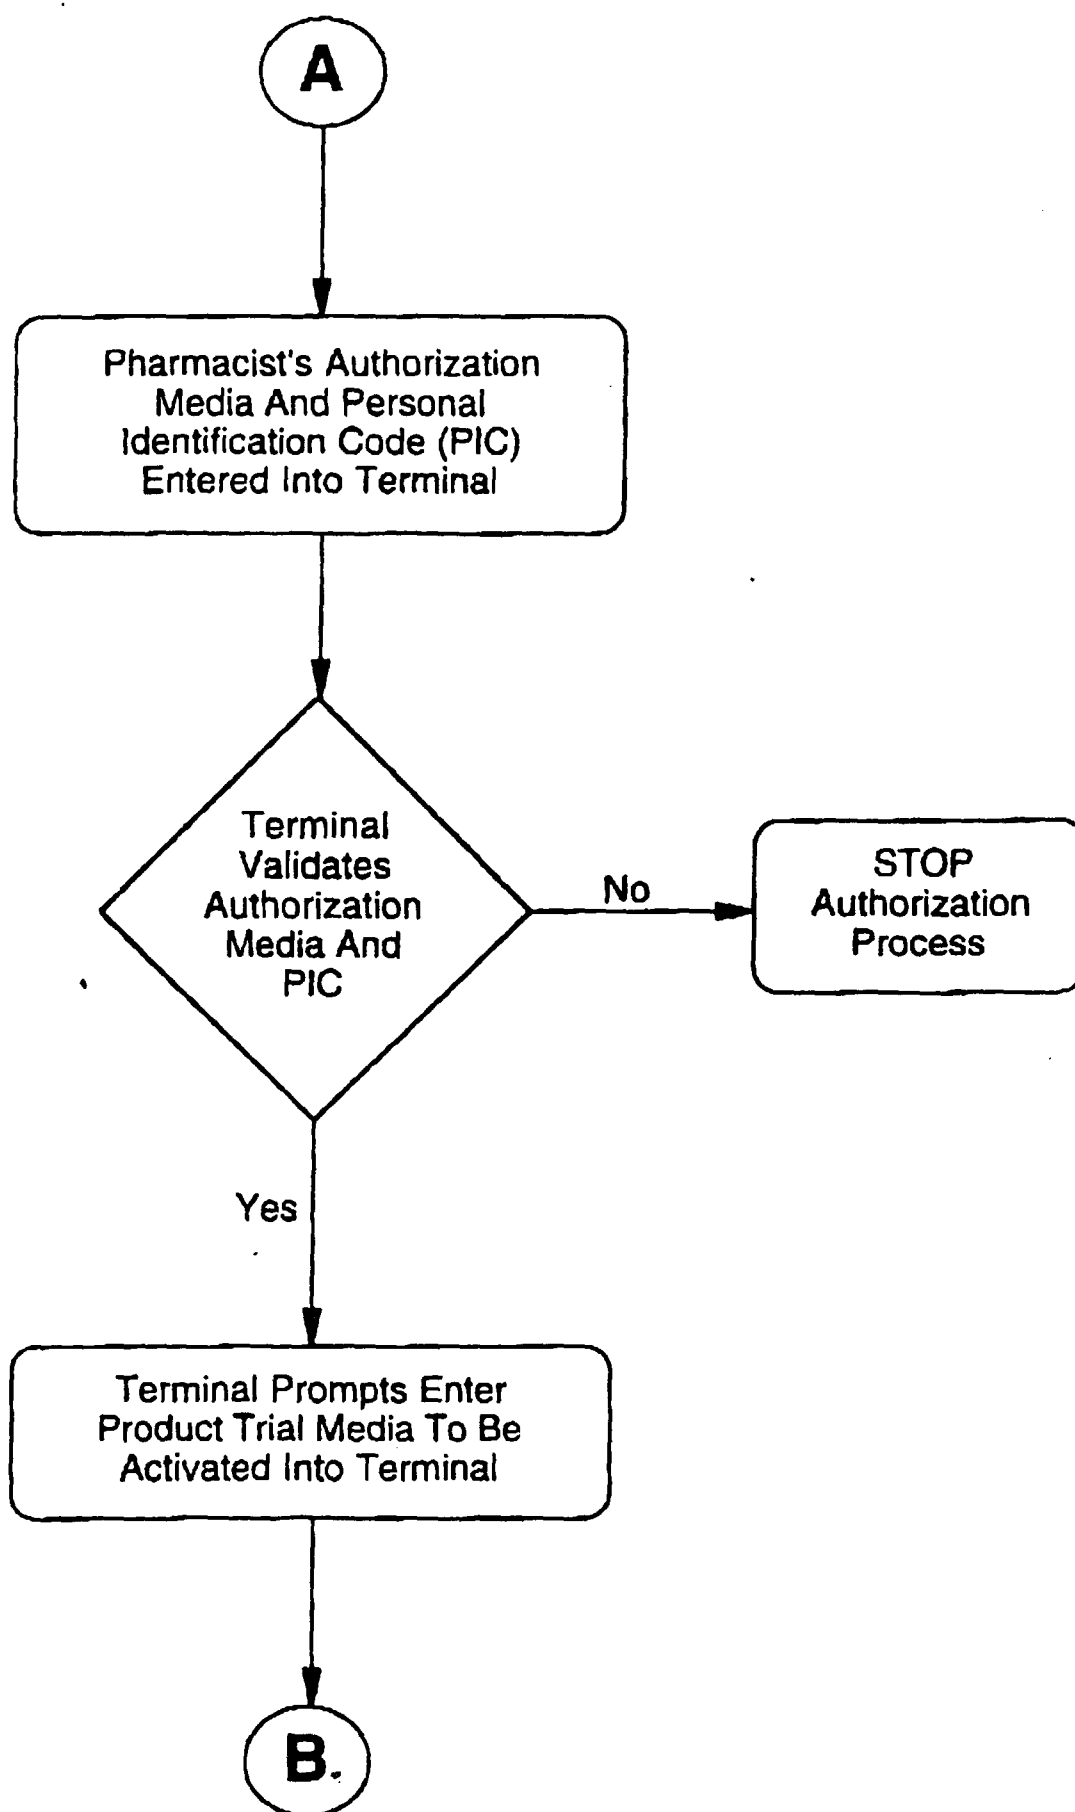 A
Pharmacist's Authorization
Media And Personal
Identification Code (PIC)
Entered Into Terminal
Terminal
Validates
Authorization
Media And
PIC
No
STOP
Authorization
Process
Yes
Terminal Prompts Enter
Product Trial Media To Be
Activated Into Terminal
B